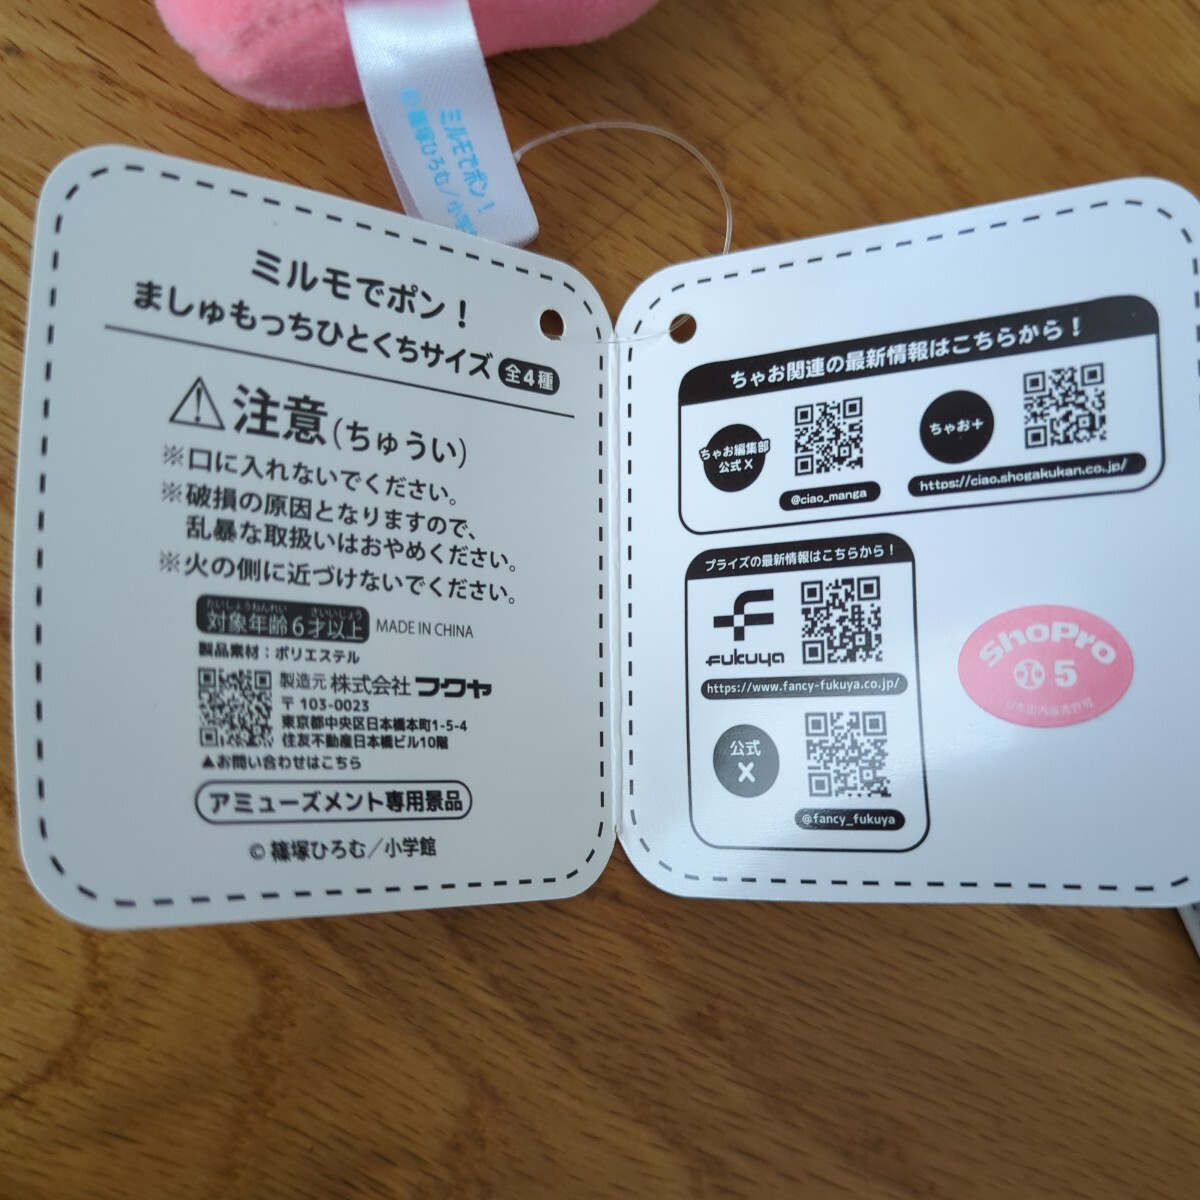 ミルモでポン！
©篠塚ひろむ／小学
ミルモでポン！
ましゅもっちひとくちサイズ 全4種
注意(ちゅうい)
※口に入れないでください。
※破損の原因となりますので、
乱暴な取扱いはおやめください。
※火の側に近づけないでください。
たいしょうねんれい さいいじょう
対象年齢6才以上 MADE IN CHINA
製品素材：ポリエステル
製造元 株式会社 フクヤ
〒103-0023
東京都中央区日本橋本町1-5-4
住友不動産日本橋ビル10階
▲お問い合わせはこちら
アミューズメント専用景品
© 篠塚ひろむ／小学館
ちゃお関連の最新情報はこちらから！
ちゃお編集部
公式 X
@ciao_manga
ちゃお＋
https://ciao.shogakukan.co.jp/
プライズの最新情報はこちらから！
FUKUYA
https://www.fancy-fukuya.co.jp/
公式
X
@fancy_fukuya
ShoPro
5
日本国内販売許可